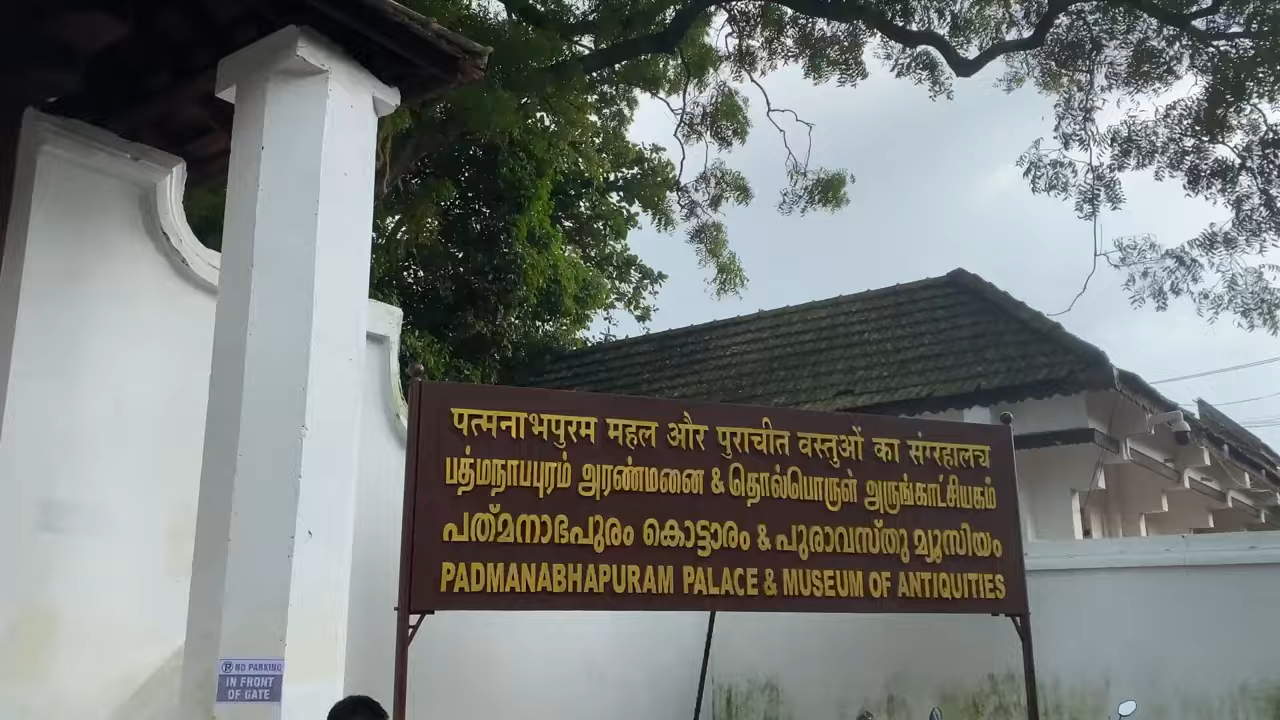 पत्मनाभपुरम महल और पुराचीत वस्तुओं का संग्रहालय
பத்மநாபபுரம் அரண்மனை & தொல்பொருள் அருங்காட்சியகம்
പത്മനാഭപുരം കൊട്ടാരം & പുരാവസ്തു മ്യൂസിയം
PADMANABHAPURAM PALACE & MUSEUM OF ANTIQUITIES
NO PARKING
IN FRONT
OF GATE